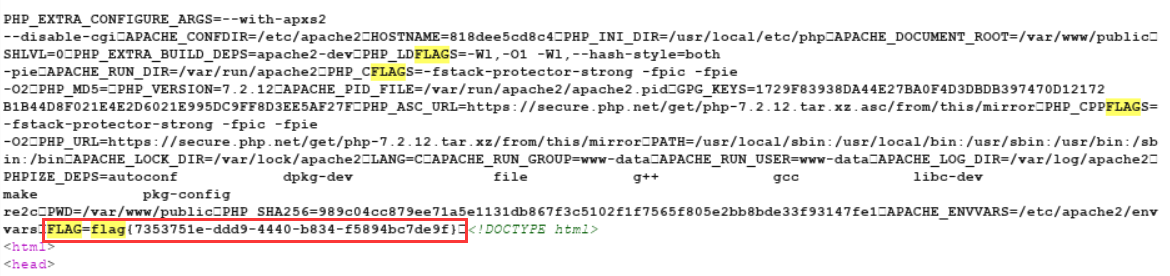 PHP_EXTRA_CONFIGURE_ARGS=--with-apxs2
--disable-cgi□APACHE_CONFDIR=/etc/apache2□HOSTNAME=818dee5cd8c4□PHP_INI_DIR=/usr/local/etc/php□APACHE_DOCUMENT_ROOT=/var/www/public□
SHLVL=0□PHP_EXTRA_BUILD_DEPS=apache2-dev□PHP_LDFLAGS=-Wl,-O1 -Wl,--hash-style=both
-pie□APACHE_RUN_DIR=/var/run/apache2□PHP_CFLAGS=-fstack-protector-strong -fpic -fpie
-O2□PHP_MD5=□PHP_VERSION=7.2.12□APACHE_PID_FILE=/var/run/apache2/apache2.pid□GPG_KEYS=1729F83938DA44E27BA0F4D3DBDB397470D12172
B1B44D8F021E4E2D6021E995DC9FF8D3EE5AF27F□PHP_ASC_URL=https://secure.php.net/get/php-7.2.12.tar.xz.asc/from/this/mirror□PHP_CPPFLAGS=
-fstack-protector-strong -fpic -fpie
-O2□PHP_URL=https://secure.php.net/get/php-7.2.12.tar.xz/from/this/mirror□PATH=/usr/local/sbin:/usr/local/bin:/usr/sbin:/usr/bin:/sb
in:/bin□APACHE_LOCK_DIR=/var/lock/apache2□LANG=C□APACHE_RUN_GROUP=www-data□APACHE_RUN_USER=www-data□APACHE_LOG_DIR=/var/log/apache2□
PHPIZE_DEPS=autoconf dpkg-dev file g++ gcc libc-dev
make pkg-config
re2c□PWD=/var/www/public□PHP_SHA256=989c04cc879ee71a5e1131db867f3c5102f1f7565f805e2bb8bde33f93147fe1□APACHE_ENVVARS=/etc/apache2/env
vars□FLAG=flag{7353751e-ddd9-4440-b834-f5894bc7de9f}□<!DOCTYPE html>
<html>
<head>